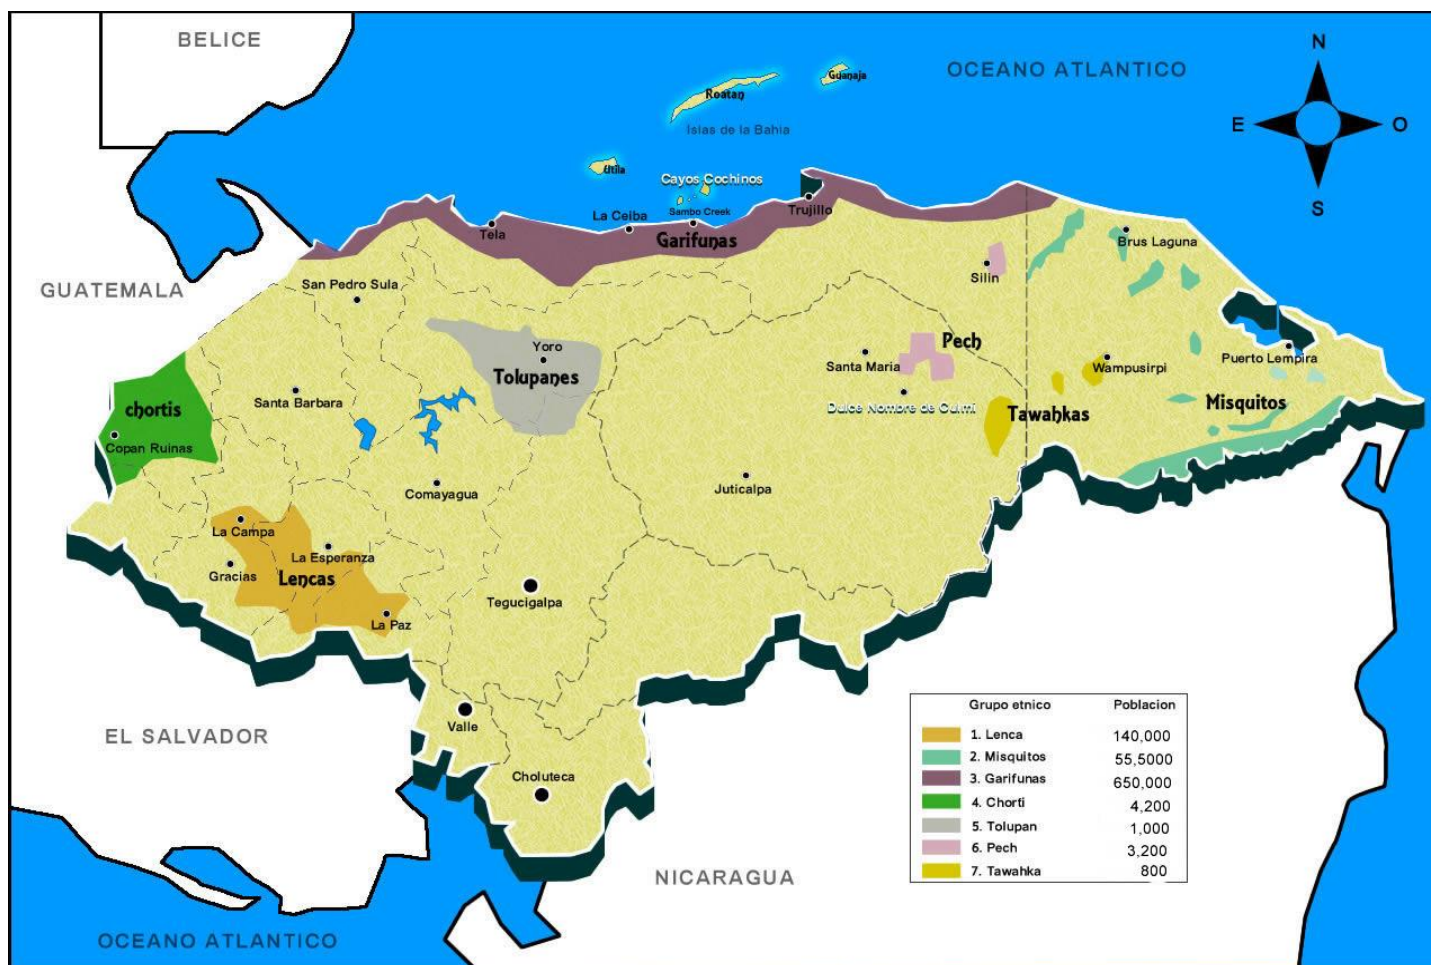 BELICE
OCEANO ATLANTICO
N
E
O
S
Guanaja
Roatan
Islas de la Bahia
Utila
Cayos Cochinos
Sambo Creek
La Ceiba
Trujillo
Tela
Garifunas
Brus Laguna
Silin
GUATEMALA
San Pedro Sula
Yoro
Tolupanes
Pech
Santa Maria
Wampusirpi
Puerto Lempira
Santa Barbara
chortis
Dulce Nombre de Culmi
Tawahkas
Misquitos
Copan Ruinas
Comayagua
Juticalpa
La Campa
La Esperanza
Gracias
Lencas
Tegucigalpa
La Paz
Valle
EL SALVADOR
Choluteca
NICARAGUA
OCEANO ATLANTICO
Grupo etnico Poblacion
1. Lenca 140,000
2. Misquitos 55,5000
3. Garifunas 650,000
4. Chorti 4,200
5. Tolupan 1,000
6. Pech 3,200
7. Tawahka 800